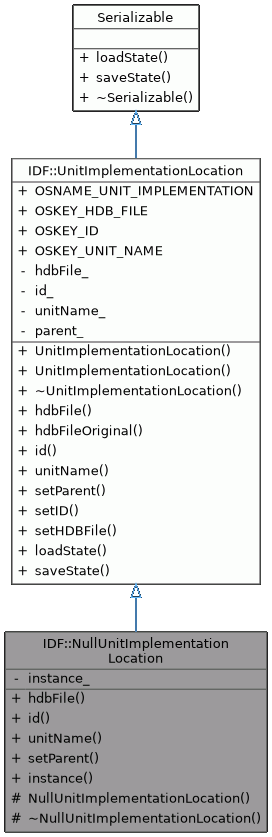 Serializable
+ loadState()
+ saveState()
+ ~Serializable()
IDF::UnitImplementationLocation
+ OSNAME_UNIT_IMPLEMENTATION
+ OSKEY_HDB_FILE
+ OSKEY_ID
+ OSKEY_UNIT_NAME
- hdbFile_
- id_
- unitName_
- parent_
+ UnitImplementationLocation()
+ UnitImplementationLocation()
+ ~UnitImplementationLocation()
+ hdbFile()
+ hdbFileOriginal()
+ id()
+ unitName()
+ setParent()
+ setID()
+ setHDBFile()
+ loadState()
+ saveState()
IDF::NullUnitImplementation
Location
- instance_
+ hdbFile()
+ id()
+ unitName()
+ setParent()
+ instance()
# NullUnitImplementationLocation()
# ~NullUnitImplementationLocation()